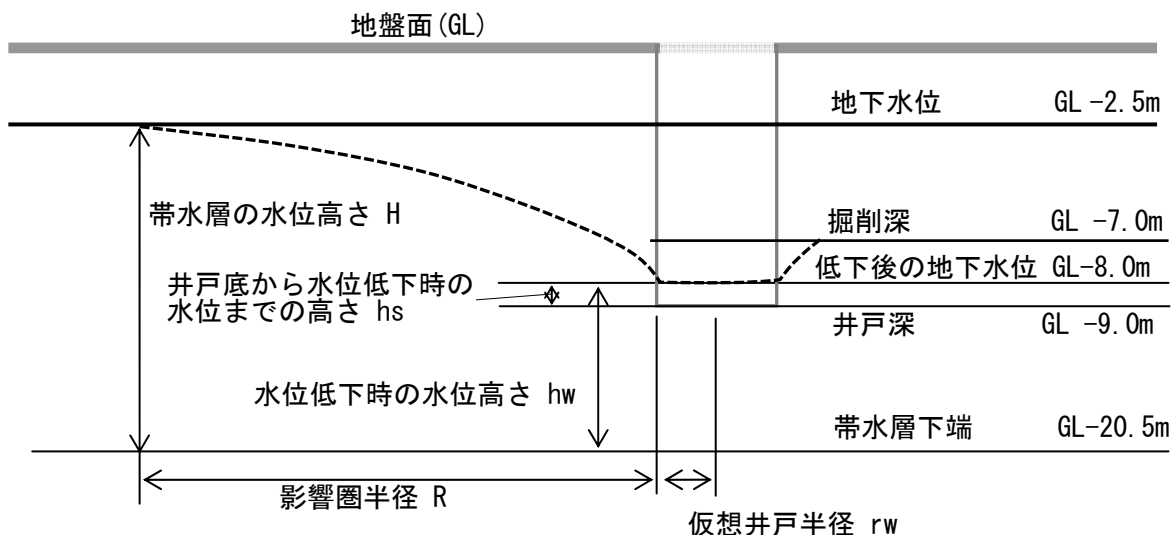 地盤面(GL)
地下水位 GL -2.5m
帯水層の水位高さ H
掘削深 GL -7.0m
低下後の地下水位 GL-8.0m
井戸底から水位低下時の
水位までの高さ hs
井戸深 GL -9.0m
水位低下時の水位高さ hw
帯水層下端 GL-20.5m
影響圏半径 R
仮想井戸半径 rw